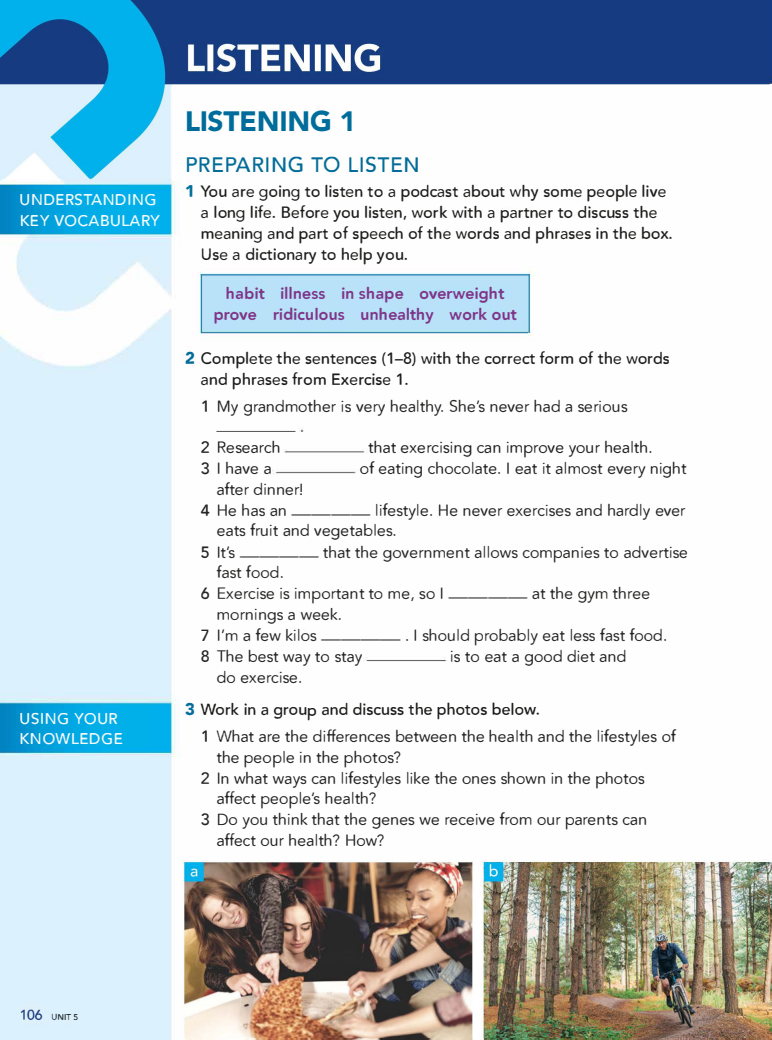 LISTENING
LISTENING 1
PREPARING TO LISTEN
UNDERSTANDING
KEY VOCABULARY
1 You are going to listen to a podcast about why some people live
a long life. Before you listen, work with a partner to discuss the
meaning and part of speech of the words and phrases in the box.
Use a dictionary to help you.
habit illness in shape overweight
prove ridiculous unhealthy work out
2 Complete the sentences (1–8) with the correct form of the words
and phrases from Exercise 1.
1 My grandmother is very healthy. She's never had a serious
__________ .
2 Research __________ that exercising can improve your health.
3 I have a __________ of eating chocolate. I eat it almost every night
after dinner!
4 He has an __________ lifestyle. He never exercises and hardly ever
eats fruit and vegetables.
5 It's __________ that the government allows companies to advertise
fast food.
6 Exercise is important to me, so I __________ at the gym three
mornings a week.
7 I'm a few kilos __________ . I should probably eat less fast food.
8 The best way to stay __________ is to eat a good diet and
do exercise.
USING YOUR
KNOWLEDGE
3 Work in a group and discuss the photos below.
1 What are the differences between the health and the lifestyles of
the people in the photos?
2 In what ways can lifestyles like the ones shown in the photos
affect people's health?
3 Do you think that the genes we receive from our parents can
affect our health? How?
a
b
106 UNIT 5